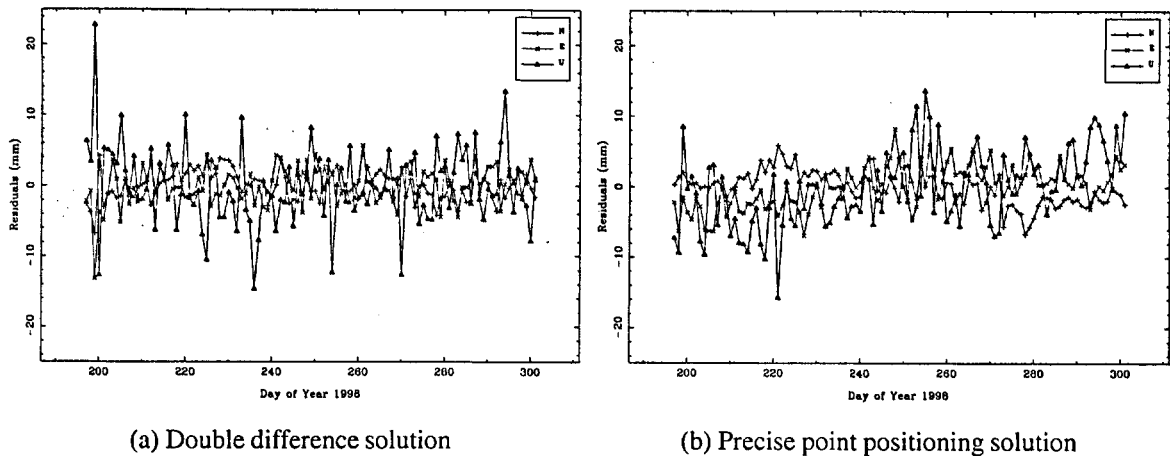 20
10
0
-10
-20
Residuals (mm)
N
E
U
200
220
240
260
280
300
Day of Year 1998
(a) Double difference solution
20
10
0
-10
-20
Residuals (mm)
N
E
U
200
220
240
260
280
300
Day of Year 1998
(b) Precise point positioning solution